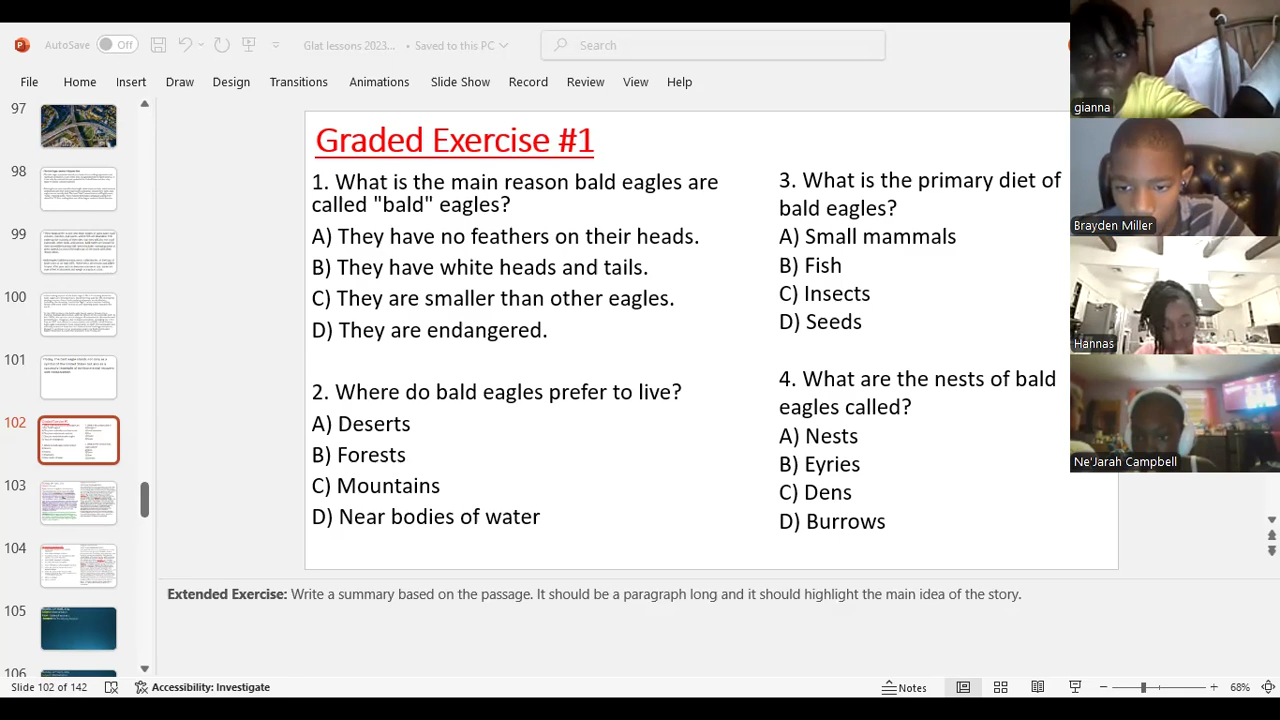 AutoSave
Off
Glat lessons 2023...
• Saved to this PC
Search
File
Home
Insert
Draw
Design
Transitions
Animations
Slide Show
Record
Review
View
Help
97
98
99
100
101
102
103
104
105
106
Graded Exercise #1
1. What is the main reason bald eagles are
called "bald" eagles?
A) They have no feathers on their heads.
B) They have white heads and tails.
C) They are smaller than other eagles.
D) They are endangered.
2. Where do bald eagles prefer to live?
A) Deserts
B) Forests
C) Mountains
D) Near bodies of water
3. What is the primary diet of
bald eagles?
A) Small mammals
B) Fish
C) Insects
D) Seeds
4. What are the nests of bald
eagles called?
A) Nests
B) Eyries
C) Dens
D) Burrows
gianna
Brayden Miller
Hannas
Ne'Jarah Campbell
Extended Exercise: Write a summary based on the passage. It should be a paragraph long and it should highlight the main idea of the story.
Slide 102 of 142
Accessibility: Investigate
Notes
68%